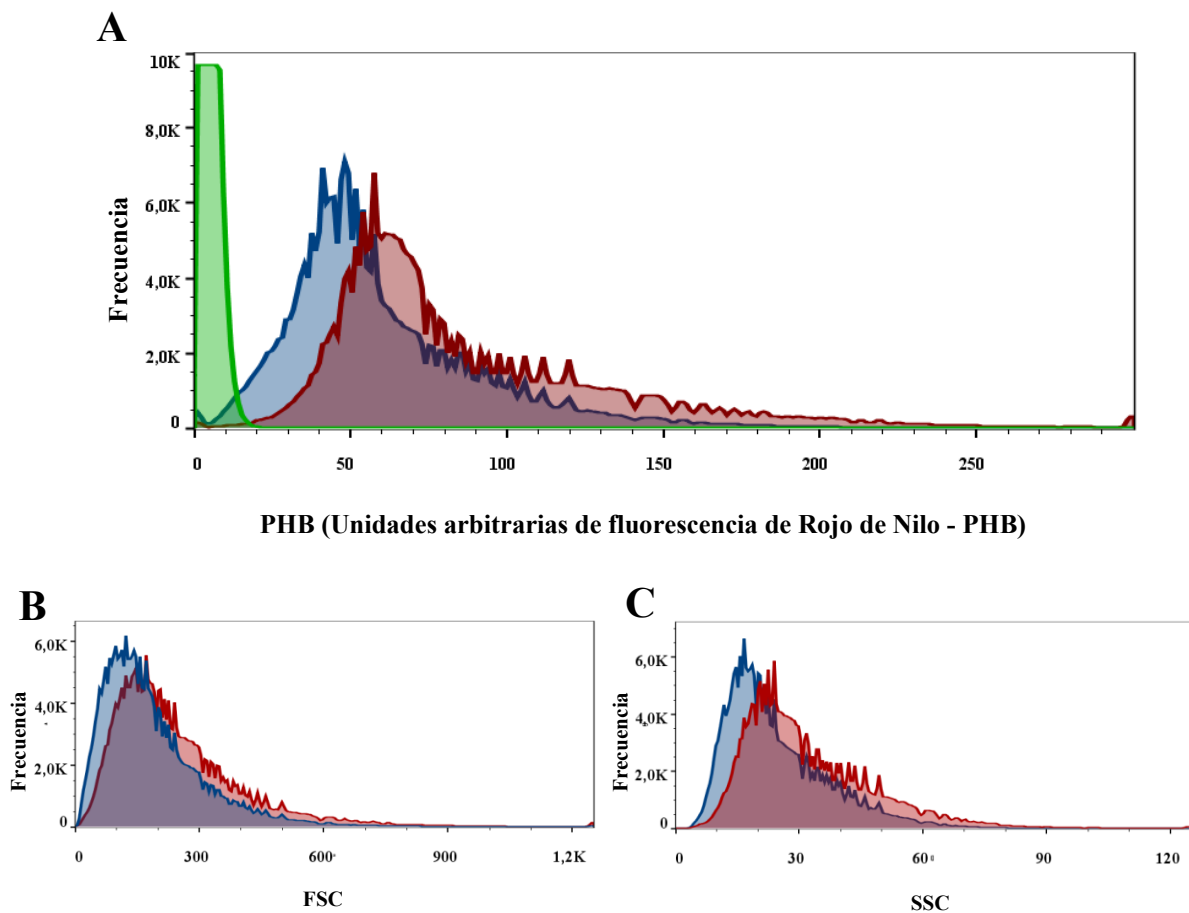 A
10K
8,0K
6,0K
4,0K
2,0K
0
Frecuencia
0 50 100 150 200 250
PHB (Unidades arbitrarias de fluorescencia de Rojo de Nilo - PHB)
B
6,0K
4,0K
2,0K
0
Frecuencia
0 300 600 900 1,2K
FSC
C
6,0K
4,0K
2,0K
0
Frecuencia
0 30 60 90 120
SSC